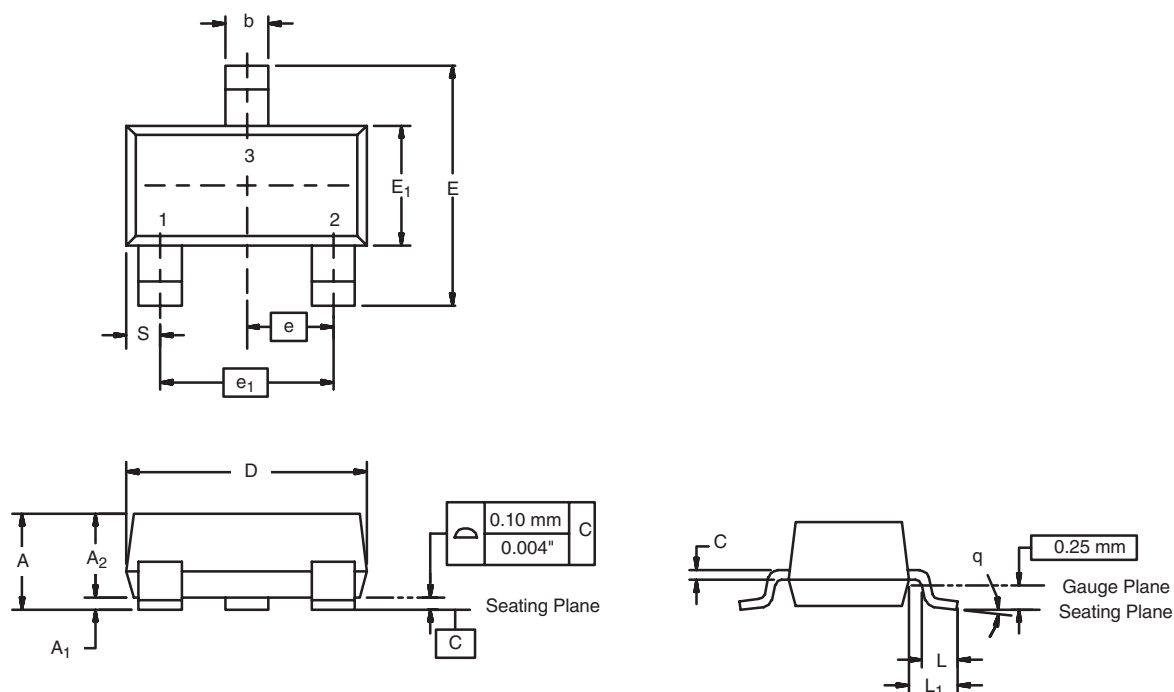 b
3
E₁
E
1
2
S
e
e₁
D
0.10 mm
C
0.004"
A
A₂
Seating Plane
C
A₁
C
0.25 mm
q
Gauge Plane
Seating Plane
L
L₁